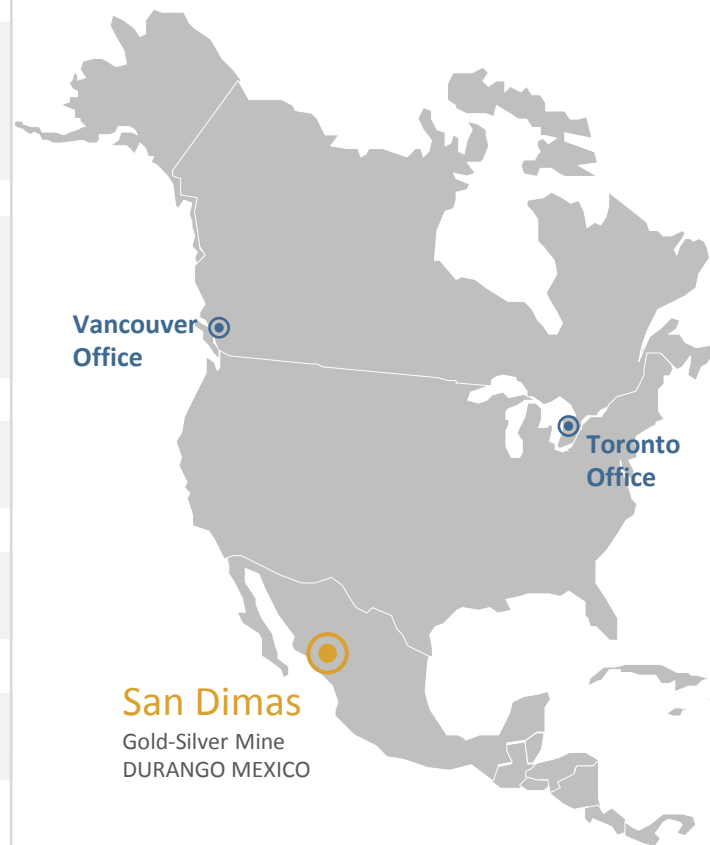 Vancouver
Office
Toronto
Office
San Dimas
Gold-Silver Mine
DURANGO MEXICO